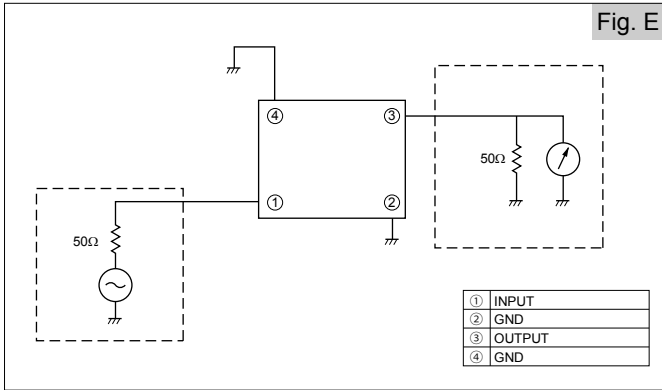 Fig. E
④ ③
50Ω
① ②
50Ω
① INPUT
② GND
③ OUTPUT
④ GND